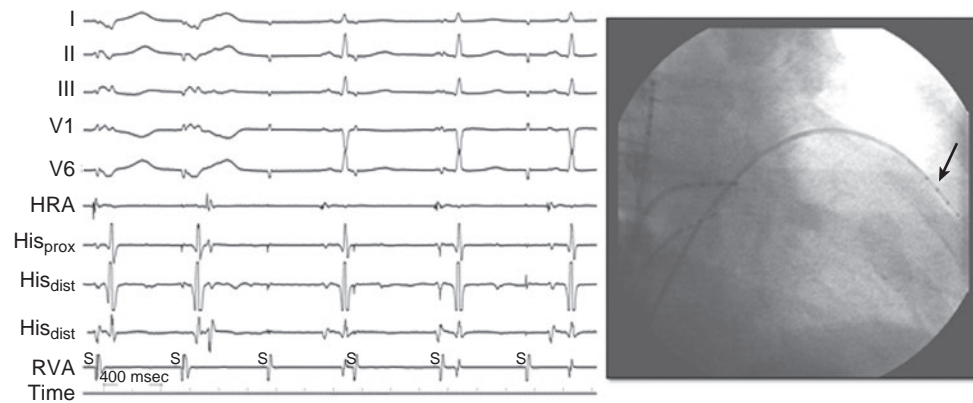 I
II
III
V1
V6
HRA
Hisprox
Hisdist
Hisdist
RVA S S S S S S
400 msec
Time